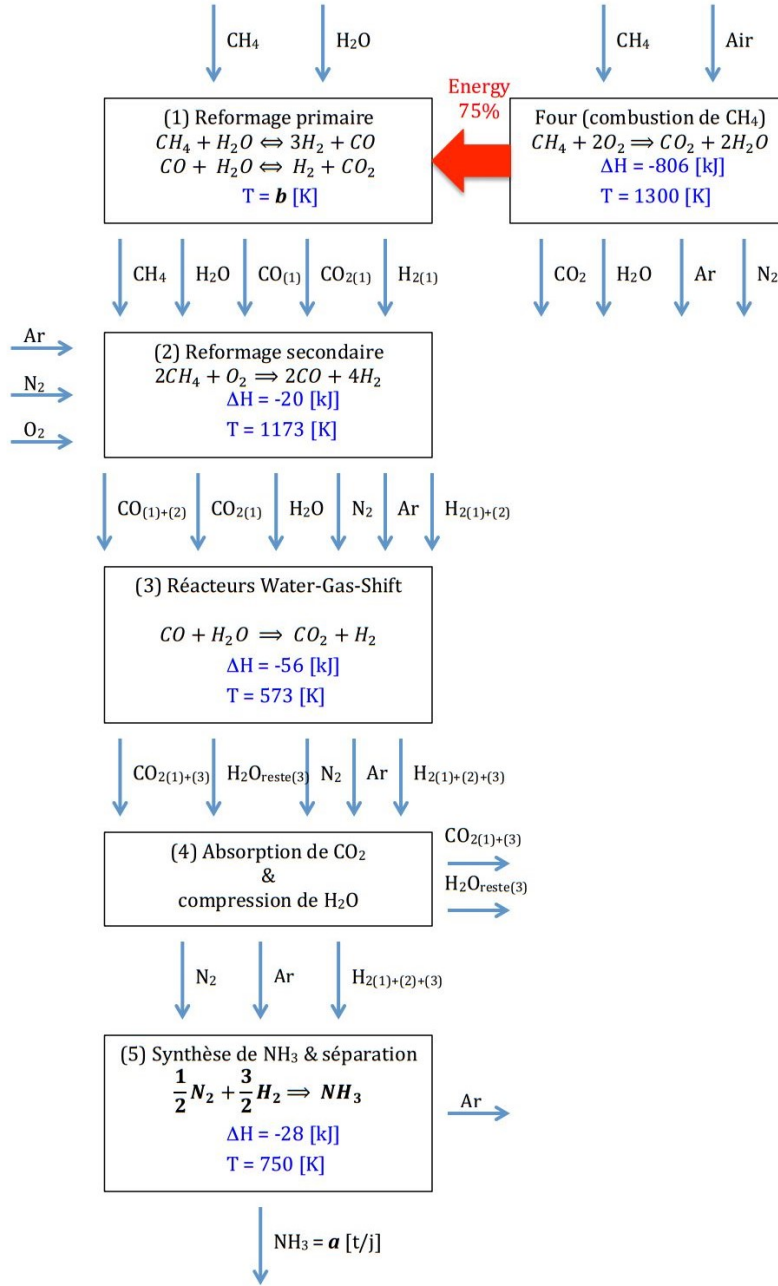 CH₄
H₂O
CH₄
Air
Energy
75%
(1) Reformage primaire
CH₄ + H₂O ⇔ 3H₂ + CO
CO + H₂O ⇔ H₂ + CO₂
T = b [K]
Four (combustion de CH₄)
CH₄ + 2O₂ ⟹ CO₂ + 2H₂O
ΔH = -806 [kJ]
T = 1300 [K]
CH₄
H₂O
CO₍₁₎
CO₂₍₁₎
H₂₍₁₎
CO₂
H₂O
Ar
N₂
Ar
N₂
O₂
(2) Reformage secondaire
2CH₄ + O₂ ⟹ 2CO + 4H₂
ΔH = -20 [kJ]
T = 1173 [K]
CO₍₁₎₊₍₂₎
CO₂₍₁₎
H₂O
N₂
Ar
H₂₍₁₎₊₍₂₎
(3) Réacteurs Water-Gas-Shift
CO + H₂O ⟹ CO₂ + H₂
ΔH = -56 [kJ]
T = 573 [K]
CO₂₍₁₎₊₍₃₎
H₂Oreste(3)
N₂
Ar
H₂₍₁₎₊₍₂₎₊₍₃₎
(4) Absorption de CO₂
&
compression de H₂O
CO₂₍₁₎₊₍₃₎
H₂Oreste(3)
N₂
Ar
H₂₍₁₎₊₍₂₎₊₍₃₎
(5) Synthèse de NH₃ & séparation
1/2 N₂ + 3/2 H₂ ⟹ NH₃
ΔH = -28 [kJ]
T = 750 [K]
Ar
NH₃ = a [t/j]